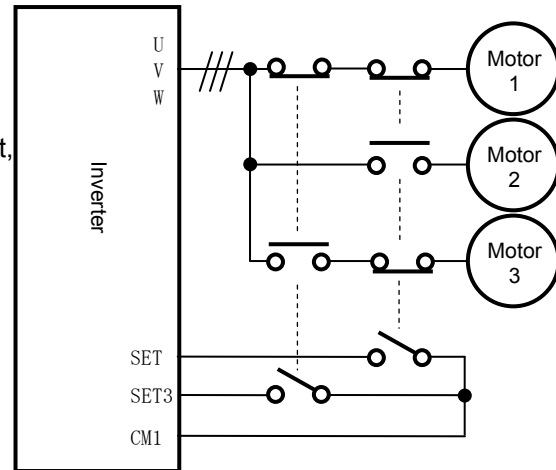 U
V
W
t,
Inverter
Motor
1
Motor
2
Motor
3
SET
SET3
CM1